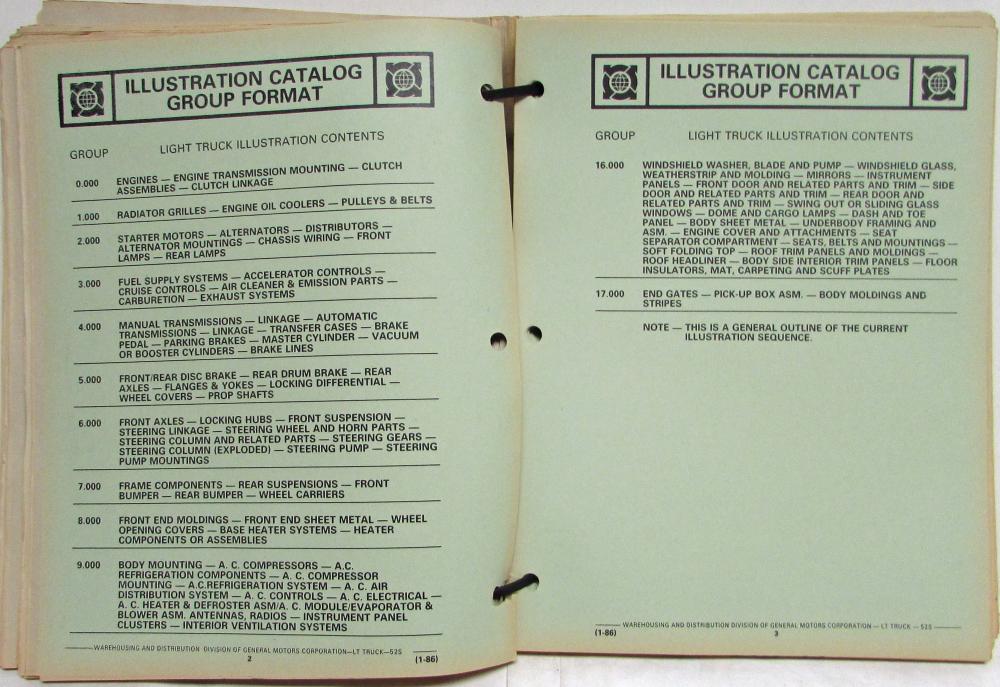 ILLUSTRATION CATALOG
GROUP FORMAT
GROUP LIGHT TRUCK ILLUSTRATION CONTENTS
0.000 ENGINES — ENGINE TRANSMISSION MOUNTING — CLUTCH
ASSEMBLIES — CLUTCH LINKAGE
1.000 RADIATOR GRILLES — ENGINE OIL COOLERS — PULLEYS & BELTS
2.000 STARTER MOTORS — ALTERNATORS — DISTRIBUTORS —
ALTERNATOR MOUNTINGS — CHASSIS WIRING — FRONT
LAMPS — REAR LAMPS
3.000 FUEL SUPPLY SYSTEMS — ACCELERATOR CONTROLS —
CRUISE CONTROLS — AIR CLEANER & EMISSION PARTS —
CARBURETION — EXHAUST SYSTEMS
4.000 MANUAL TRANSMISSIONS — LINKAGE — AUTOMATIC
TRANSMISSIONS — LINKAGE — TRANSFER CASES — BRAKE
PEDAL — PARKING BRAKES — MASTER CYLINDER — VACUUM
OR BOOSTER CYLINDERS — BRAKE LINES
5.000 FRONT/REAR DISC BRAKE — REAR DRUM BRAKE — REAR
AXLES — FLANGES & YOKES — LOCKING DIFFERENTIAL —
WHEEL COVERS — PROP SHAFTS
6.000 FRONT AXLES — LOCKING HUBS — FRONT SUSPENSION —
STEERING LINKAGE — STEERING WHEEL AND HORN PARTS —
STEERING COLUMN AND RELATED PARTS — STEERING GEARS —
STEERING COLUMN (EXPLODED) — STEERING PUMP — STEERING
PUMP MOUNTINGS
7.000 FRAME COMPONENTS — REAR SUSPENSIONS — FRONT
BUMPER — REAR BUMPER — WHEEL CARRIERS
8.000 FRONT END MOLDINGS — FRONT END SHEET METAL — WHEEL
OPENING COVERS — BASE HEATER SYSTEMS — HEATER
COMPONENTS OR ASSEMBLIES
9.000 BODY MOUNTING — A. C. COMPRESSORS — A.C.
REFRIGERATION COMPONENTS — A. C. COMPRESSOR
MOUNTING — A.C.REFRIGERATION SYSTEM — A. C. AIR
DISTRIBUTION SYSTEM — A. C. CONTROLS — A. C. ELECTRICAL —
A. C. HEATER & DEFROSTER ASM/A. C. MODULE/EVAPORATOR &
BLOWER ASM. ANTENNAS, RADIOS — INSTRUMENT PANEL
CLUSTERS — INTERIOR VENTILATION SYSTEMS
WAREHOUSING AND DISTRIBUTION DIVISION OF GENERAL MOTORS CORPORATION—LT TRUCK—52S
2 (1-86)
ILLUSTRATION CATALOG
GROUP FORMAT
GROUP LIGHT TRUCK ILLUSTRATION CONTENTS
16.000 WINDSHIELD WASHER, BLADE AND PUMP — WINDSHIELD GLASS,
WEATHERSTRIP AND MOLDING — MIRRORS — INSTRUMENT
PANELS — FRONT DOOR AND RELATED PARTS AND TRIM — SIDE
DOOR AND RELATED PARTS AND TRIM — REAR DOOR AND
RELATED PARTS AND TRIM — SWING OUT OR SLIDING GLASS
WINDOWS — DOME AND CARGO LAMPS — DASH AND TOE
PANEL — BODY SHEET METAL — UNDERBODY FRAMING AND
ASM. — ENGINE COVER AND ATTACHMENTS — SEAT
SEPARATOR COMPARTMENT — SEATS, BELTS AND MOUNTINGS —
SOFT FOLDING TOP — ROOF TRIM PANELS AND MOLDINGS —
ROOF HEADLINER — BODY SIDE INTERIOR TRIM PANELS — FLOOR
INSULATORS, MAT, CARPETING AND SCUFF PLATES
17.000 END GATES — PICK-UP BOX ASM. — BODY MOLDINGS AND
STRIPES
NOTE — THIS IS A GENERAL OUTLINE OF THE CURRENT
ILLUSTRATION SEQUENCE.
WAREHOUSING AND DISTRIBUTION DIVISION OF GENERAL MOTORS CORPORATION — LT TRUCK — 52S
(1-86) 3